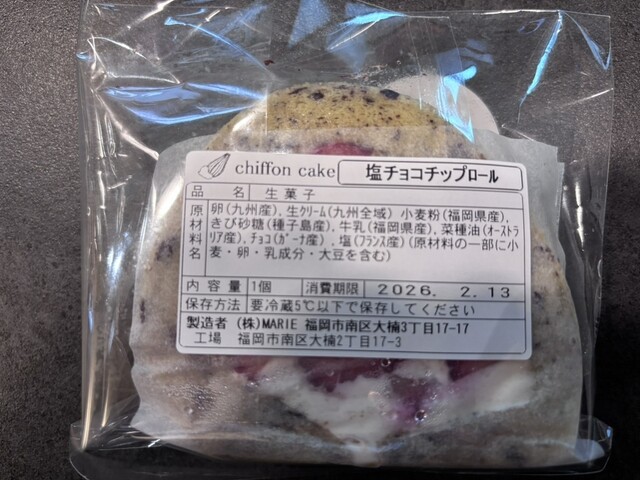 chiffon cake 塩チョコチップロール
品名 生菓子
原材料名 卵(九州産), 生クリーム(九州全域) 小麦粉(福岡県産),
きび砂糖(種子島産), 牛乳(福岡県産), 菜種油(オーストラ
リア産), チョコ(ガーナ産) , 塩(フランス産) (原材料の一部に小
麦・卵・乳成分・大豆を含む)
内容量 1個 消費期限 2026. 2.13
保存方法 要冷蔵5℃以下で保存してください
製造者 (株)MARIE 福岡市南区大楠3丁目17-17
工場 福岡市南区大楠2丁目17-3